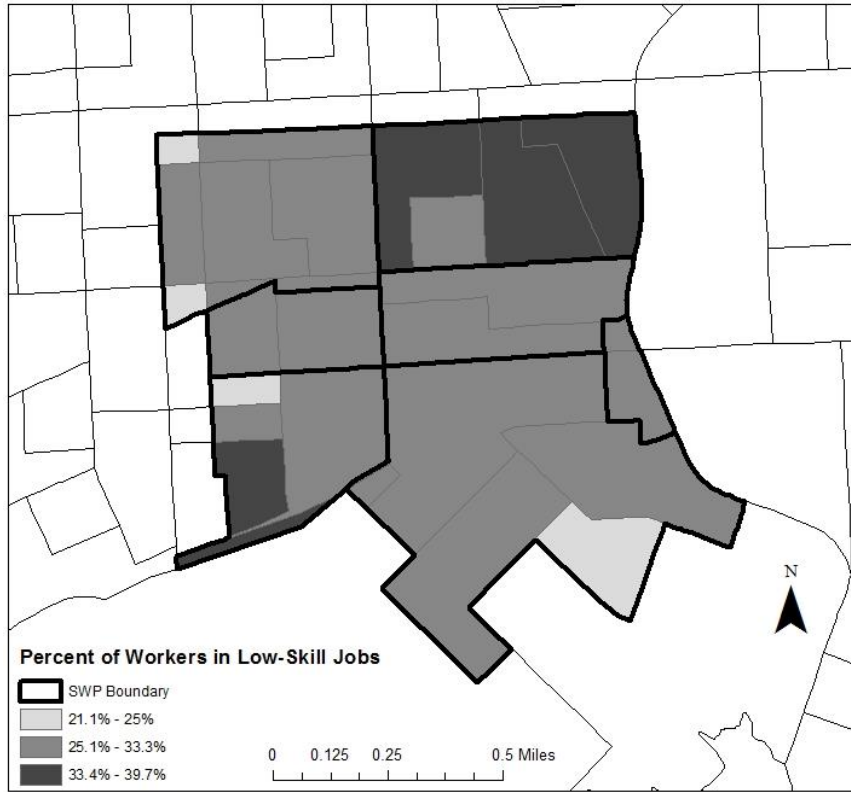 N
Percent of Workers in Low-Skill Jobs
SWP Boundary
21.1% - 25%
25.1% - 33.3%
33.4% - 39.7%
0 0.125 0.25 0.5 Miles